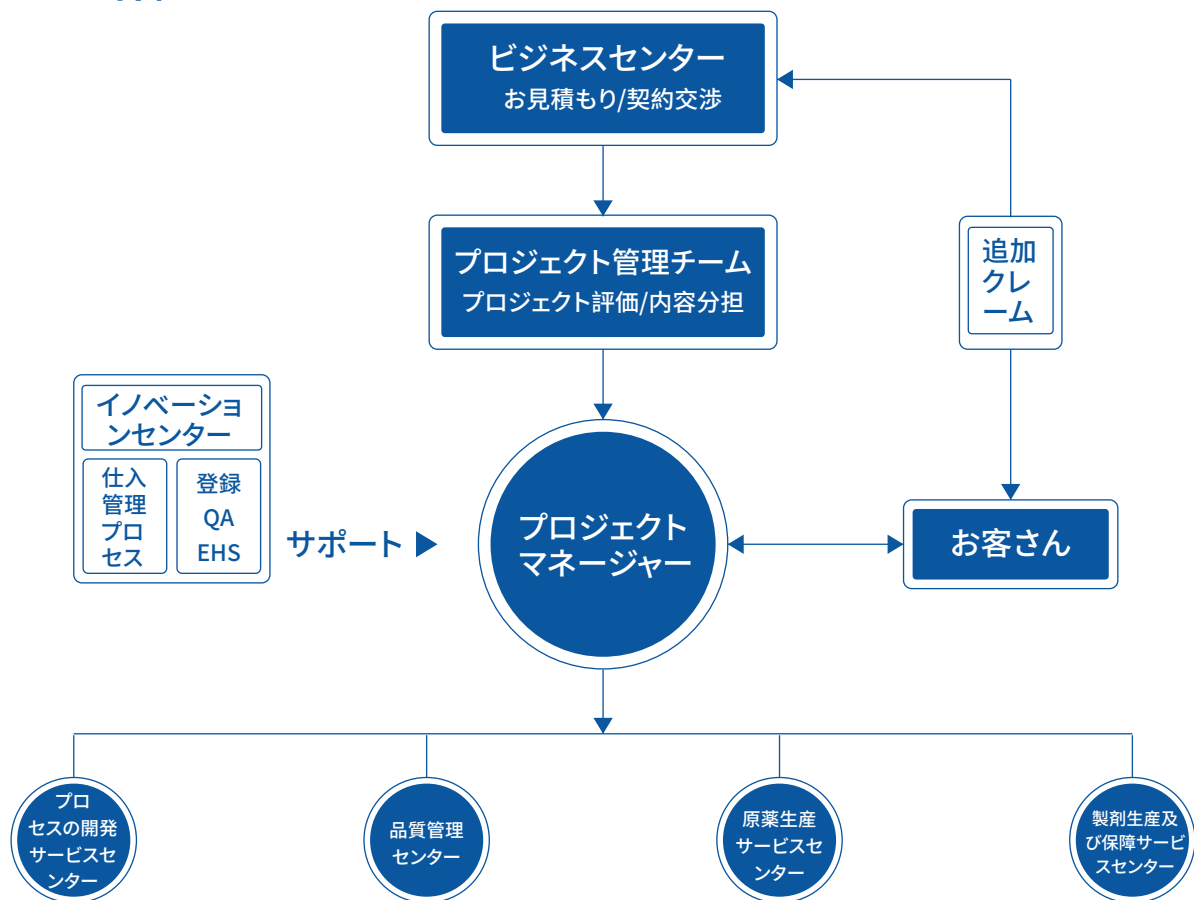 ビジネスセンター
お見積もり/契約交渉
プロジェクト管理チーム
プロジェクト評価/内容分担
追加
クレ
ーム
イノベーショ
ンセンター
仕入
管理
プロ
セス
登録
QA
EHS
サポート
プロジェクト
マネージャー
お客さん
プロ
セスの開発
サービスセ
ンター
品質管理
センター
原薬生産
サービスセ
ンター
製剤生産及
び保障サービ
スセンター